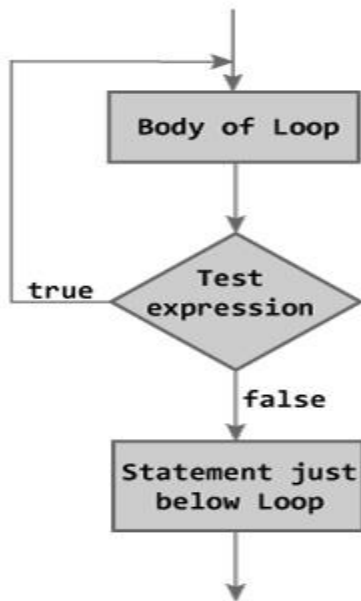 Body of Loop
Test
expression
true
false
Statement just
below Loop